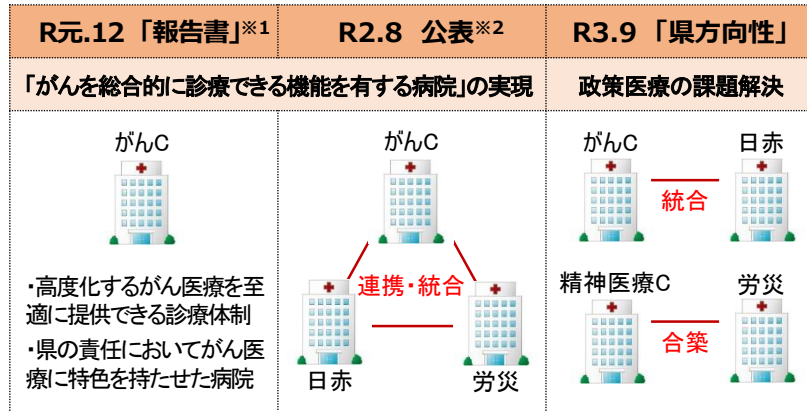 R元.12「報告書」※1
R2.8 公表※2
R3.9「県方向性」
「がんを総合的に診療できる機能を有する病院」の実現
政策医療の課題解決
がんC
・高度化するがん医療を至
適に提供できる診療体制
・県の責任においてがん医
療に特色を持たせた病院
がんC
連携・統合
日赤
労災
がんC
日赤
統合
精神医療C
労災
合築